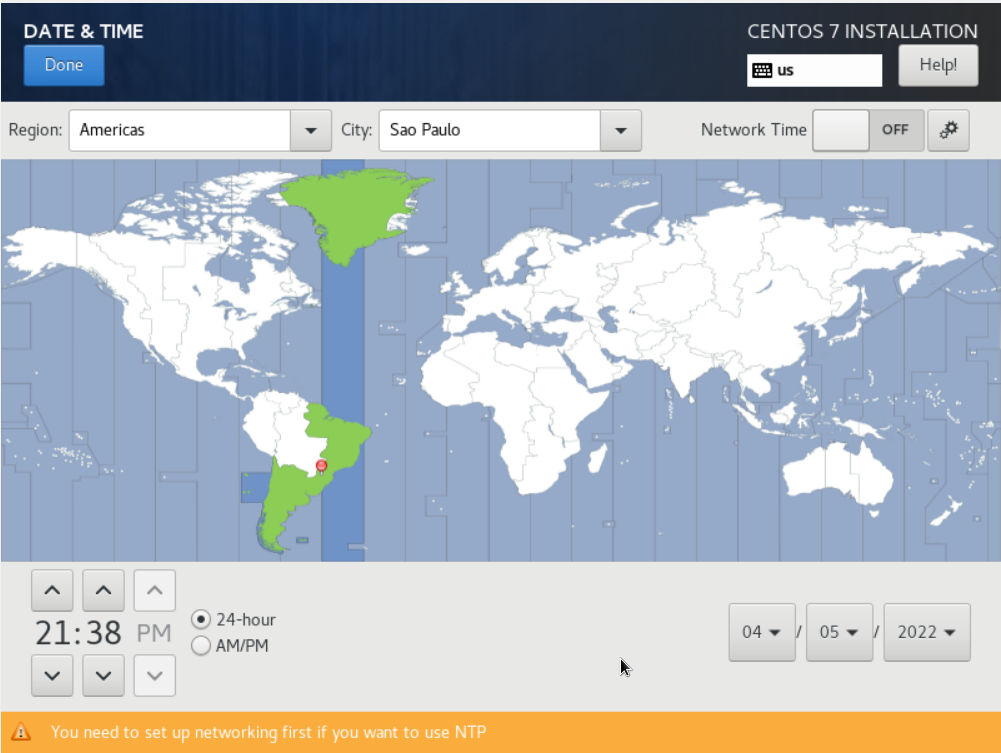 DATE & TIME
CENTOS 7 INSTALLATION
Done
us
Help!
Region:
Americas
City:
Sao Paulo
Network Time
OFF
21:38 PM
24-hour
AM/PM
04 / 05 / 2022
You need to set up networking first if you want to use NTP